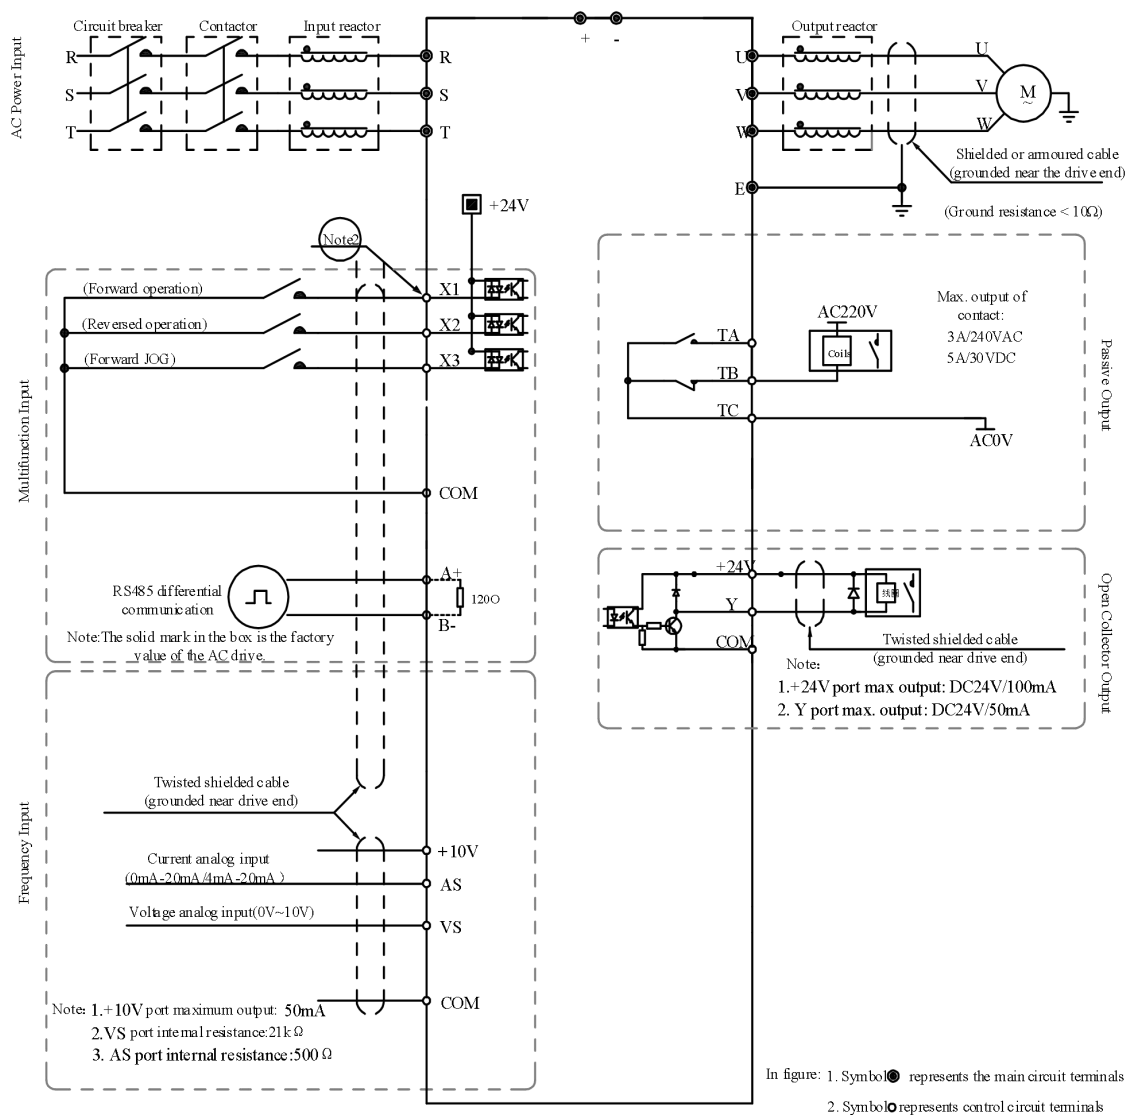 Circuit breaker
Contactor
Input reactor
+ -
Output reactor
AC Power Input
R
R
U
U
S
S
V
V
M
~
T
T
W
W
Shielded or armoured cable
(grounded near the drive end)
E
+24V
(Ground resistance < 10Ω)
Note2
Multifunction Input
(Forward operation)
X1
(Reversed operation)
X2
(Forward JOG)
X3
COM
RS485 differential
communication
A+
120Ω
B-
Note:The solid mark in the box is the factory
value of the AC drive.
Passive Output
AC220V
Max. output of
contact:
3A/240VAC
5A/30VDC
TA
Coils
TB
TC
AC0V
Open Collector Output
+24V
Y
COM
线圈
Twisted shielded cable
(grounded near drive end)
Note:
1.+24V port max output: DC24V/100mA
2. Y port max. output: DC24V/50mA
Frequency Input
Twisted shielded cable
(grounded near drive end)
+10V
Current analog input
(0mA-20mA/4mA-20mA）
AS
Voltage analog input(0V~10V)
VS
COM
Note: 1.+10V port maximum output: 50mA
2.VS port internal resistance:21kΩ
3. AS port internal resistance:500Ω
In figure: 1. Symbol represents the main circuit terminals
2. Symbol represents control circuit terminals